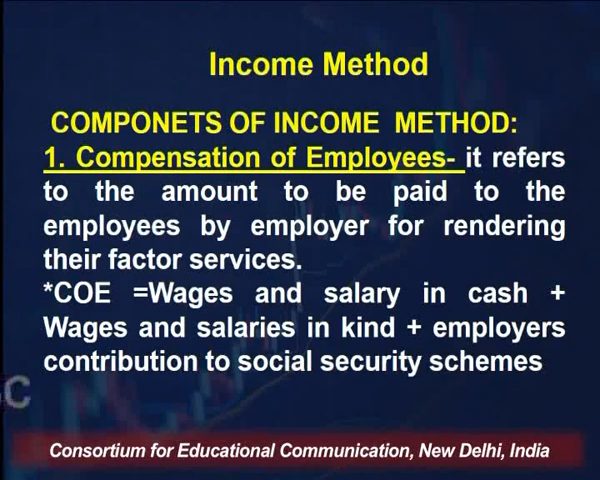 Income Method
COMPONETS OF INCOME METHOD:
1. Compensation of Employees- it refers
to the amount to be paid to the
employees by employer for rendering
their factor services.
*COE =Wages and salary in cash +
Wages and salaries in kind + employers
contribution to social security schemes
C
Consortium for Educational Communication, New Delhi, India